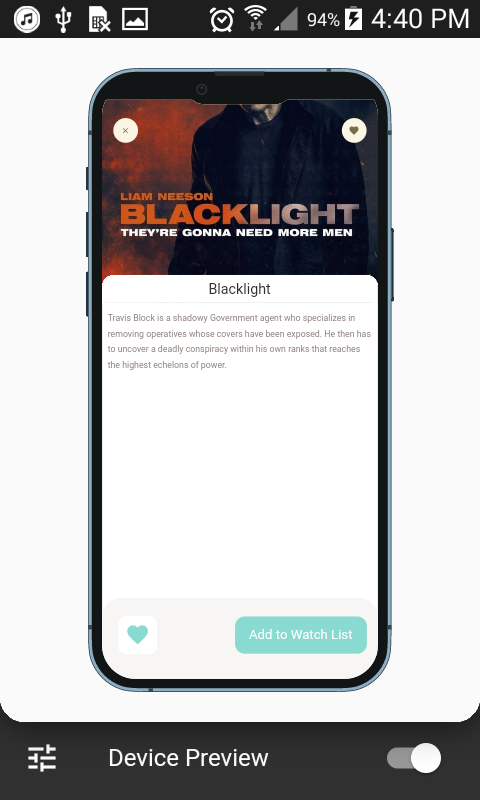 94% 4:40 PM
LIAM NEESON
BLACKLIGHT
THEY'RE GONNA NEED MORE MEN
Blacklight
Travis Block is a shadowy Government agent who specializes in
removing operatives whose covers have been exposed. He then has
to uncover a deadly conspiracy within his own ranks that reaches
the highest echelons of power.
Add to Watch List
Device Preview